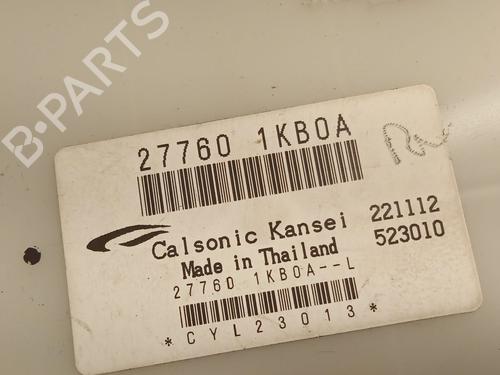 B-PARTS
27760 1KB0A
Calsonic Kansei 221112
Made in Thailand 523010
27760 1KB0A--L
*CYL23013*